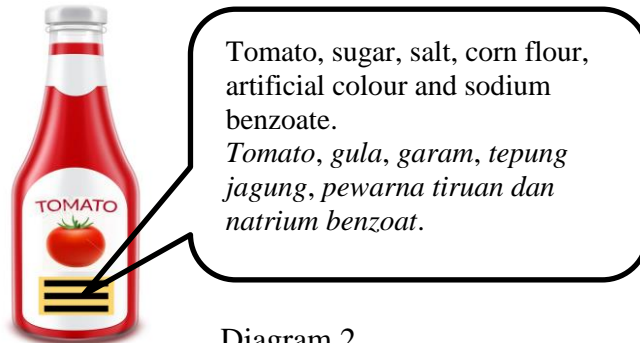 TOMATO
Tomato, sugar, salt, corn flour,
artificial colour and sodium
benzoate.
Tomato, gula, garam, tepung
jagung, pewarna tiruan dan
natrium benzoat.
Diagram 2